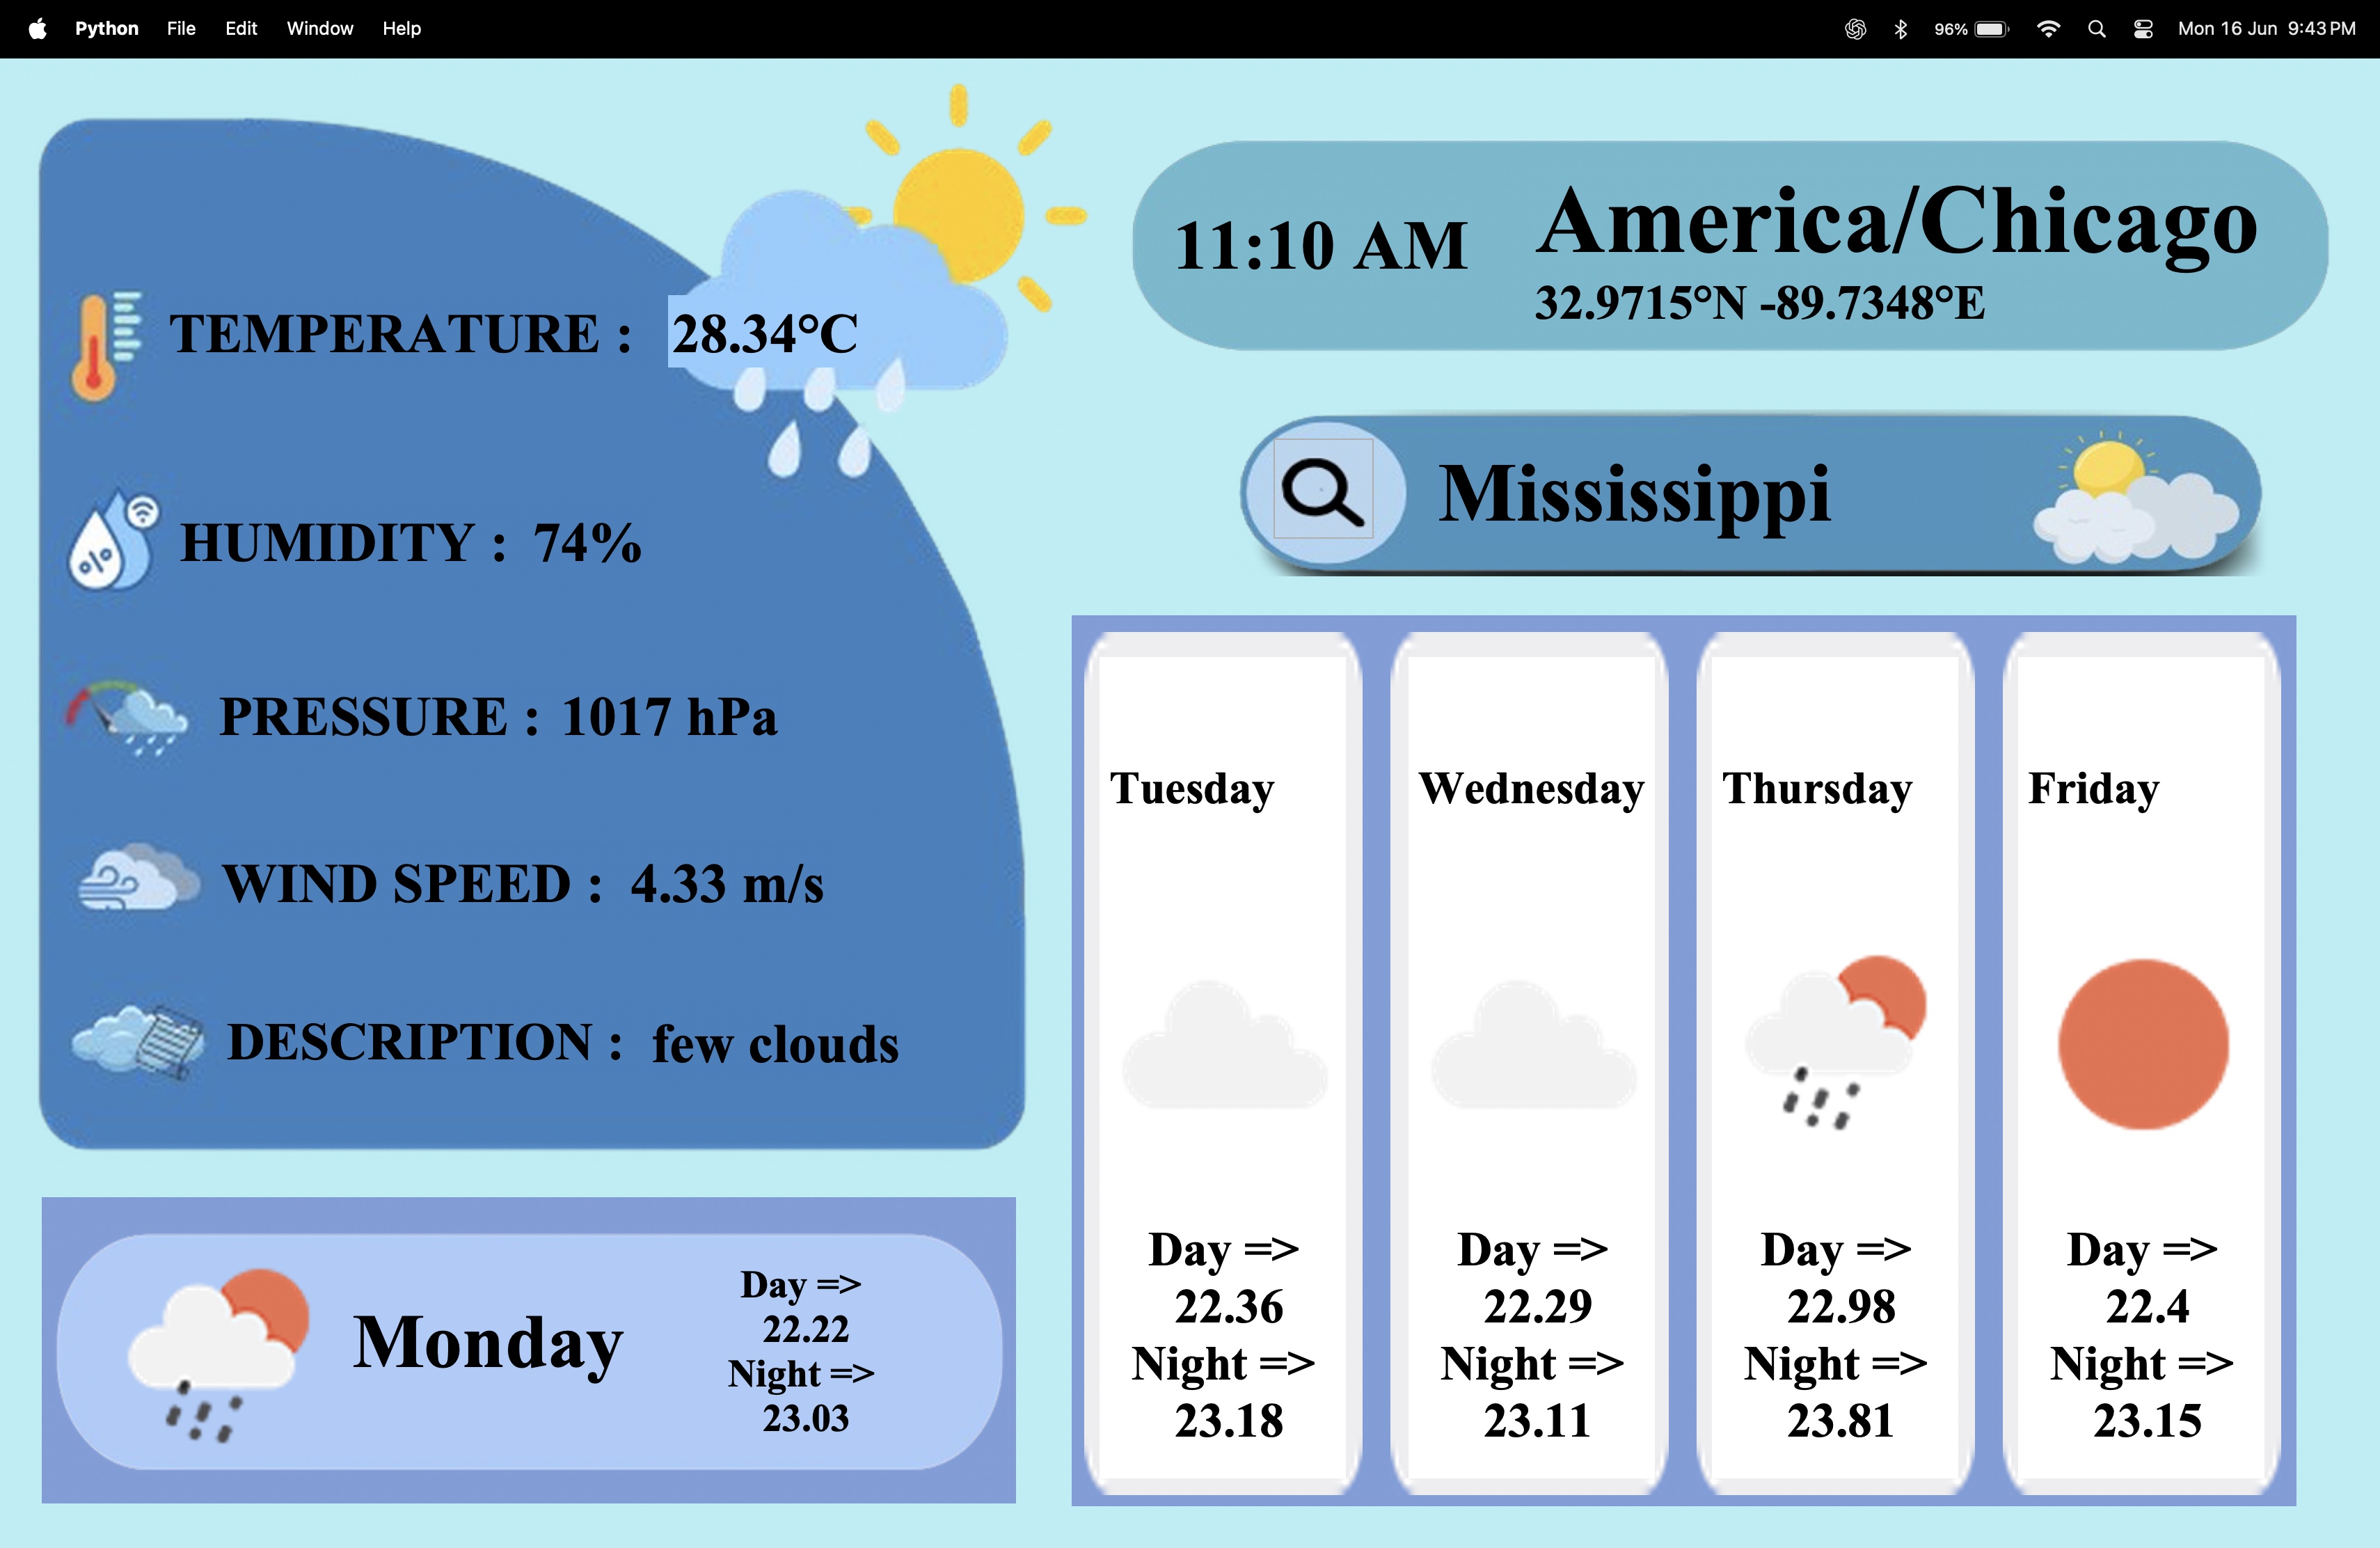 Python File Edit Window Help 96% Mon 16 Jun 9:43 PM
TEMPERATURE : 28.34°C
HUMIDITY : 74%
PRESSURE : 1017 hPa
WIND SPEED : 4.33 m/s
DESCRIPTION : few clouds
11:10 AM
America/Chicago
32.9715°N -89.7348°E
Mississippi
Monday
Day =>
22.22
Night =>
23.03
Tuesday
Day =>
22.36
Night =>
23.18
Wednesday
Day =>
22.29
Night =>
23.11
Thursday
Day =>
22.98
Night =>
23.81
Friday
Day =>
22.4
Night =>
23.15